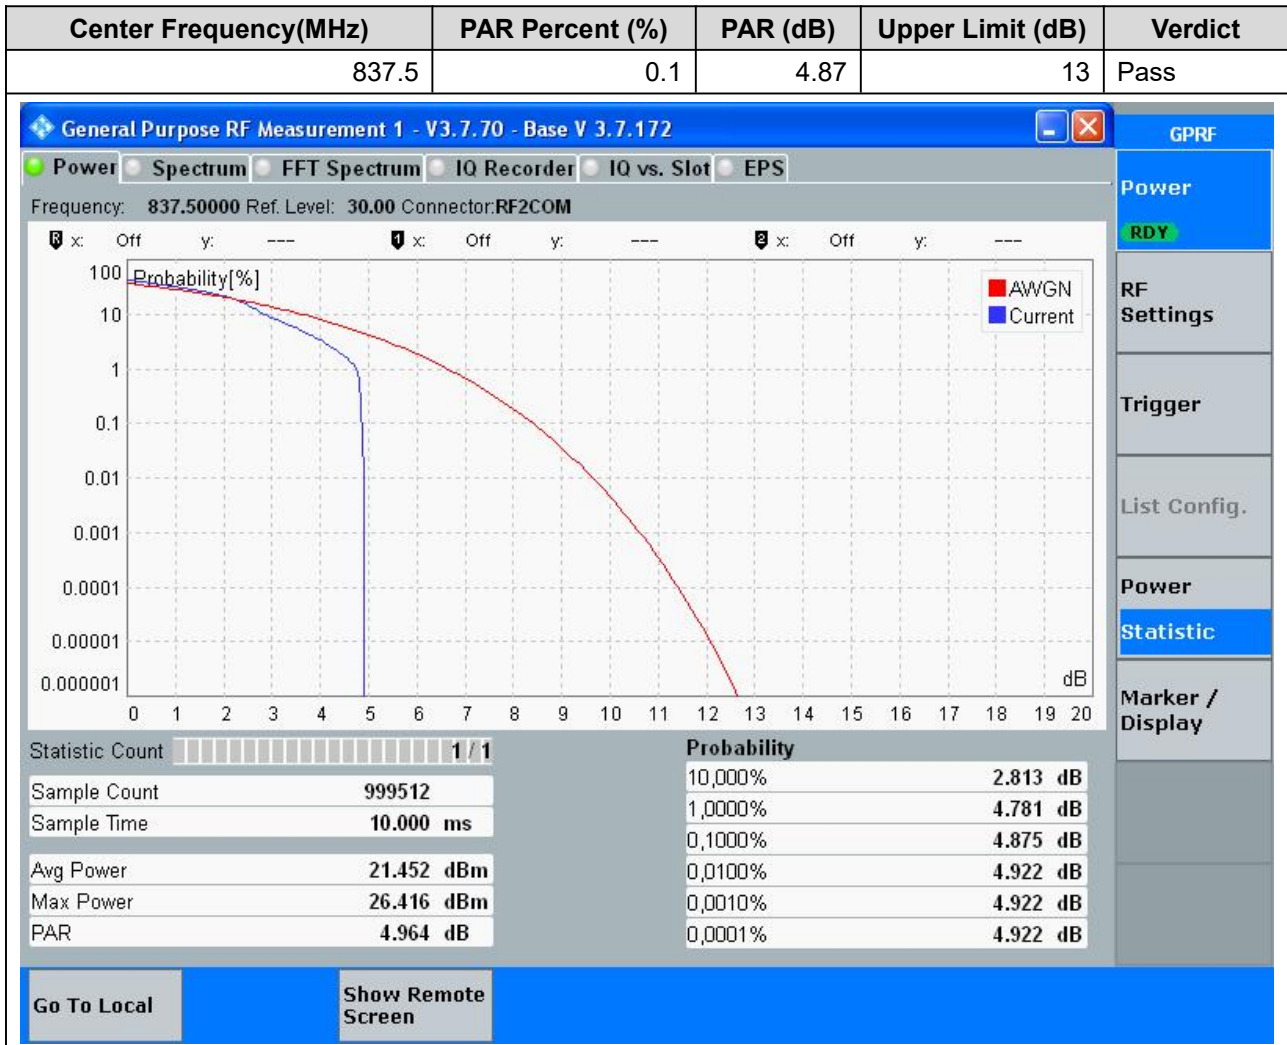 Center Frequency(MHz) PAR Percent (%) PAR (dB) Upper Limit (dB) Verdict
837.5 0.1 4.87 13 Pass
General Purpose RF Measurement 1 - V3.7.70 - Base V 3.7.172
GPRF
Power Spectrum FFT Spectrum IQ Recorder IQ vs. Slot EPS
Frequency: 837.50000 Ref. Level: 30.00 Connector:RF2COM
R x: Off y: --- 1 x: Off y: --- 2 x: Off y: ---
Probability[%]
100
10
1
0.1
0.01
0.001
0.0001
0.00001
0.000001
AWGN
Current
dB
0 1 2 3 4 5 6 7 8 9 10 11 12 13 14 15 16 17 18 19 20
Statistic Count 1 / 1
Sample Count 999512
Sample Time 10.000 ms
Avg Power 21.452 dBm
Max Power 26.416 dBm
PAR 4.964 dB
Probability
10,000% 2.813 dB
1,0000% 4.781 dB
0,1000% 4.875 dB
0,0100% 4.922 dB
0,0010% 4.922 dB
0,0001% 4.922 dB
Power
RDY
RF
Settings
Trigger
List Config.
Power
Statistic
Marker /
Display
Go To Local
Show Remote
Screen